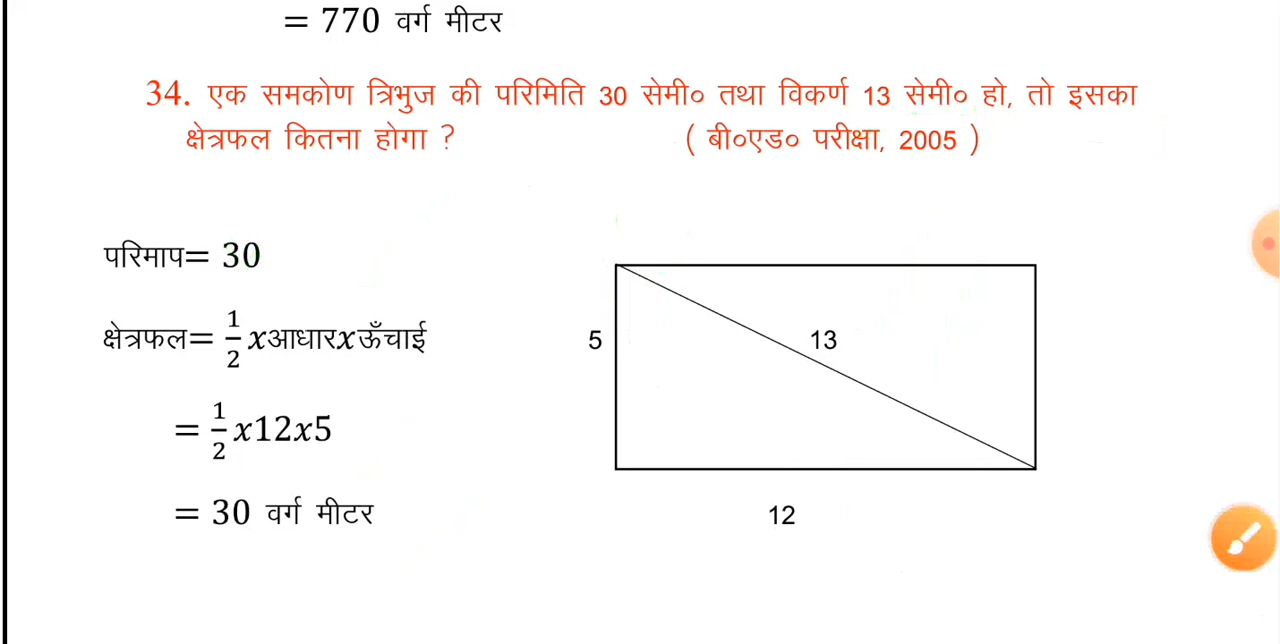 = 770 वर्ग मीटर
34. एक समकोण त्रिभुज की परिमिति 30 सेमी० तथा विकर्ण 13 सेमी० हो, तो इसका
क्षेत्रफल कितना होगा ? ( बी०एड० परीक्षा, 2005 )
परिमाप= 30
क्षेत्रफल= 1/2 xआधारxऊँचाई
= 1/2 x12x5
= 30 वर्ग मीटर
5
13
12